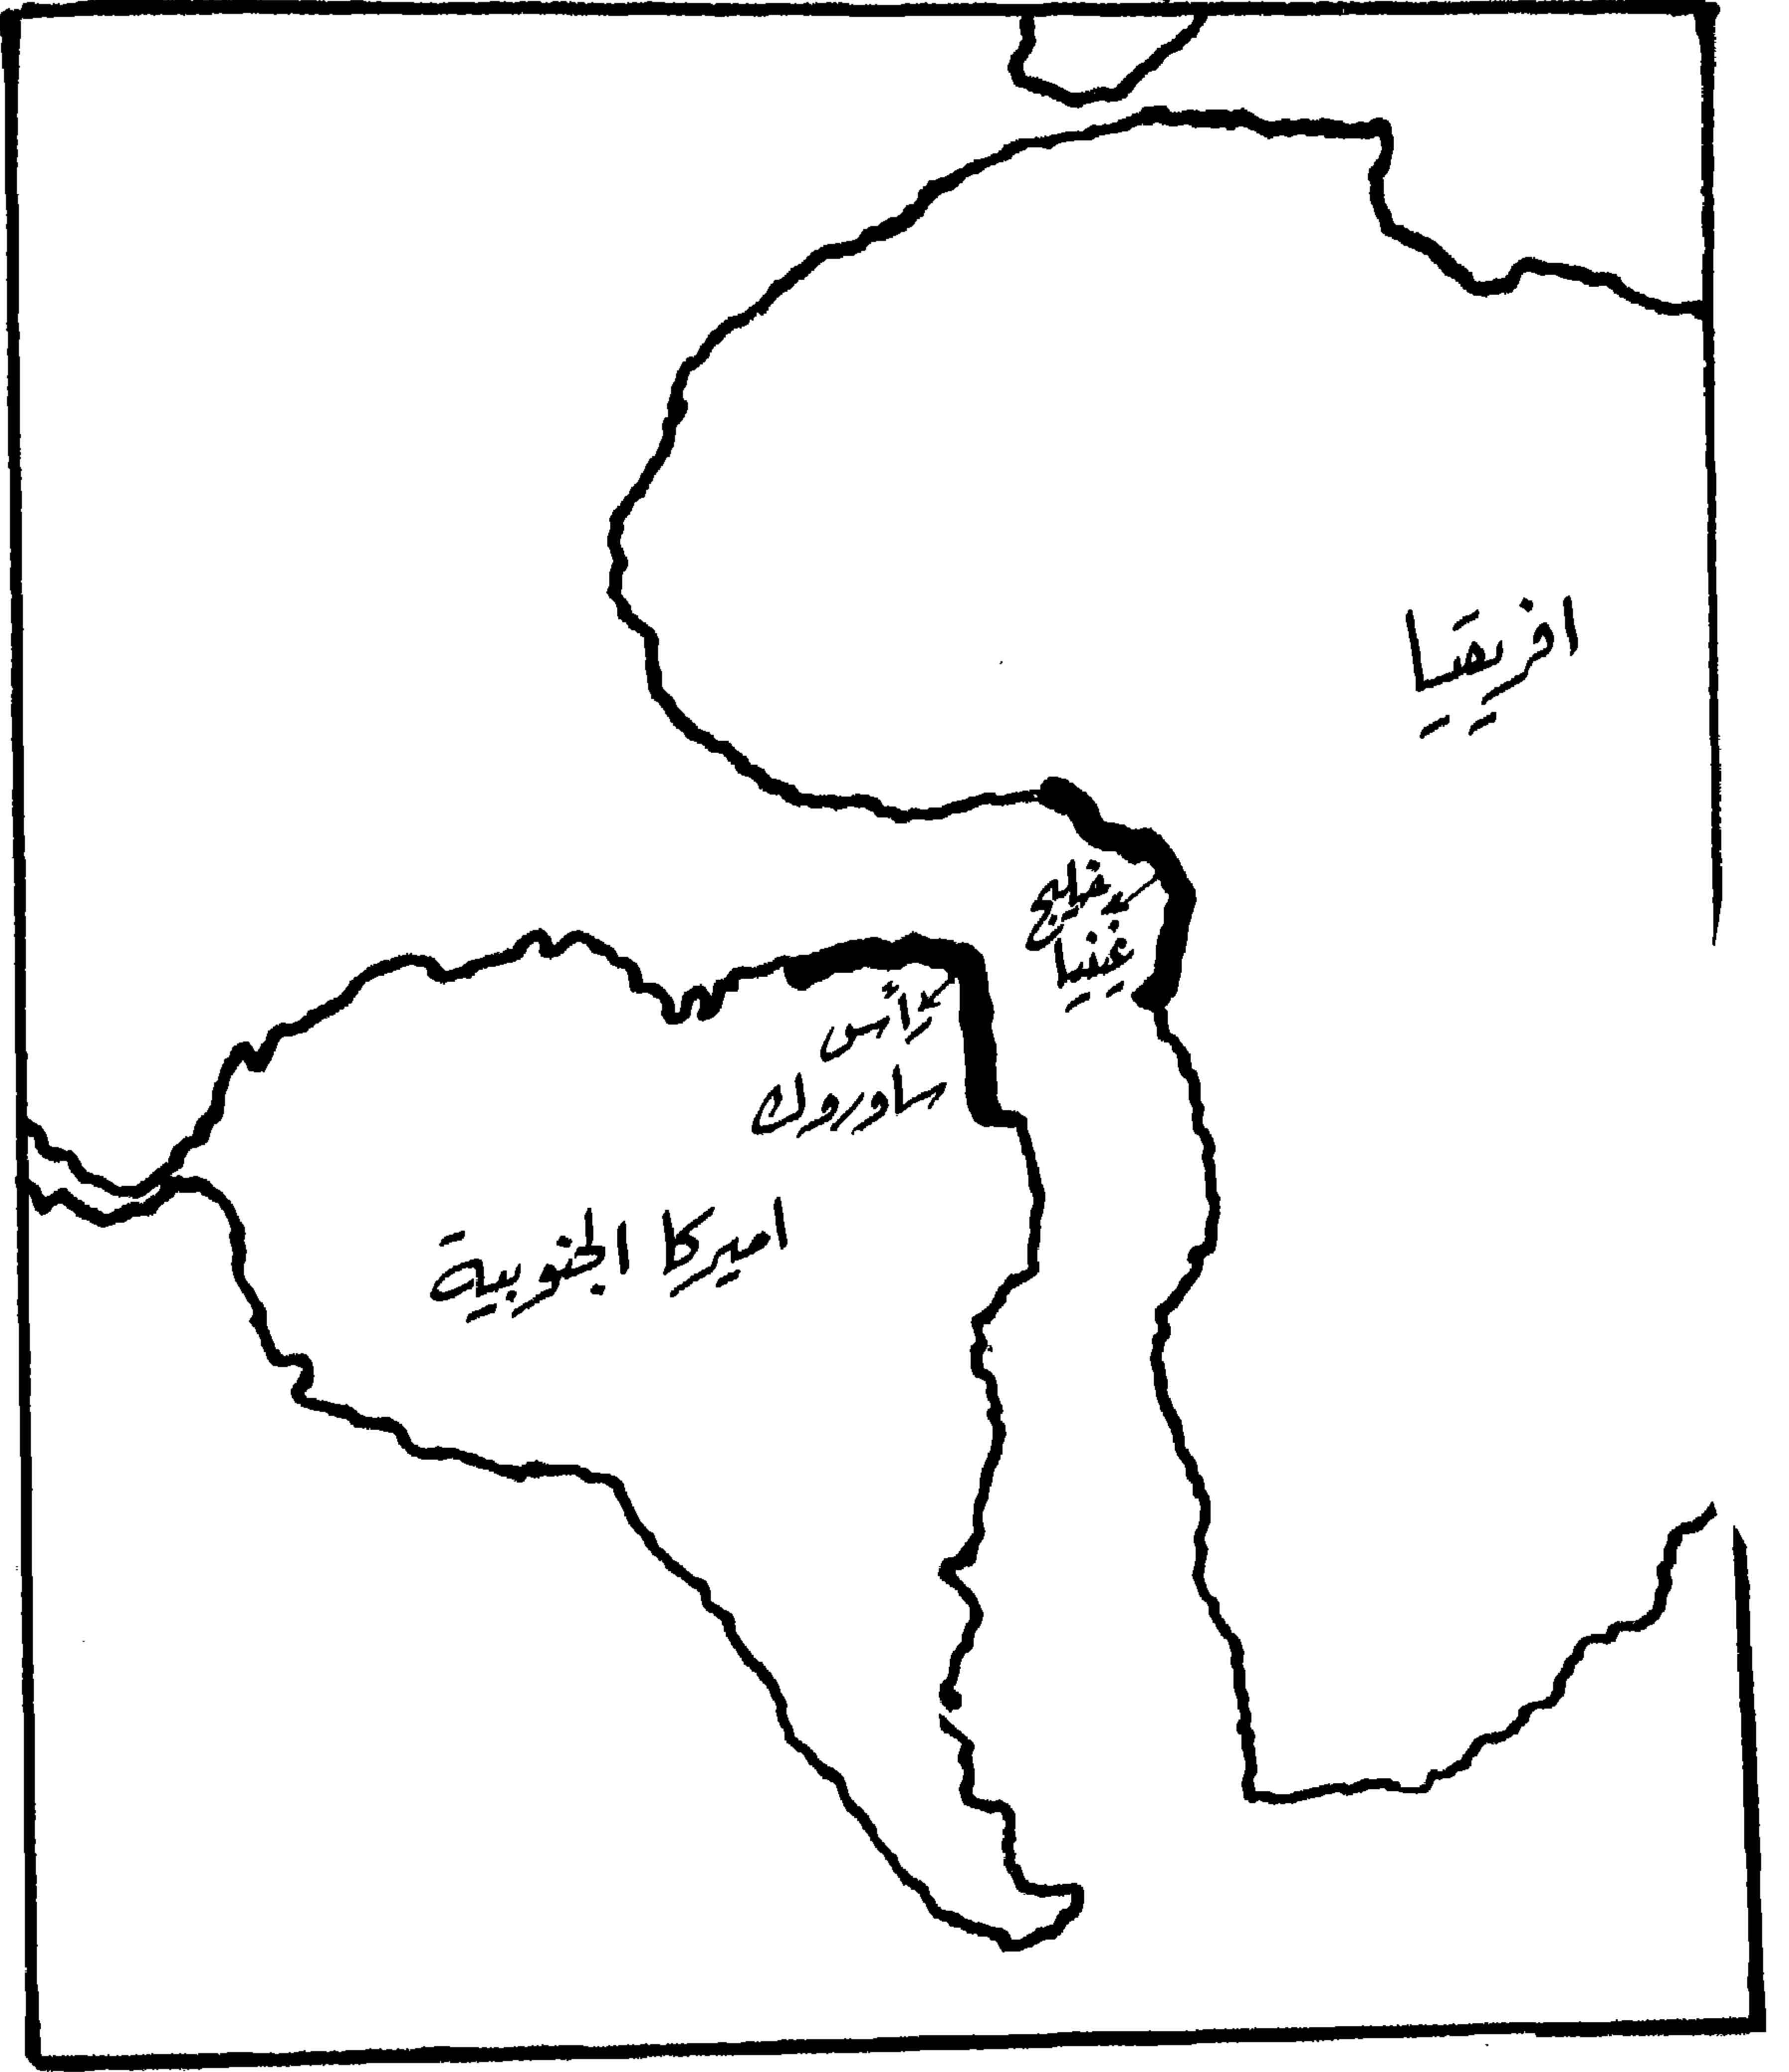 افريقيا
خليج
غينيا
رأس
ساوروك
اميركا الجنوبية